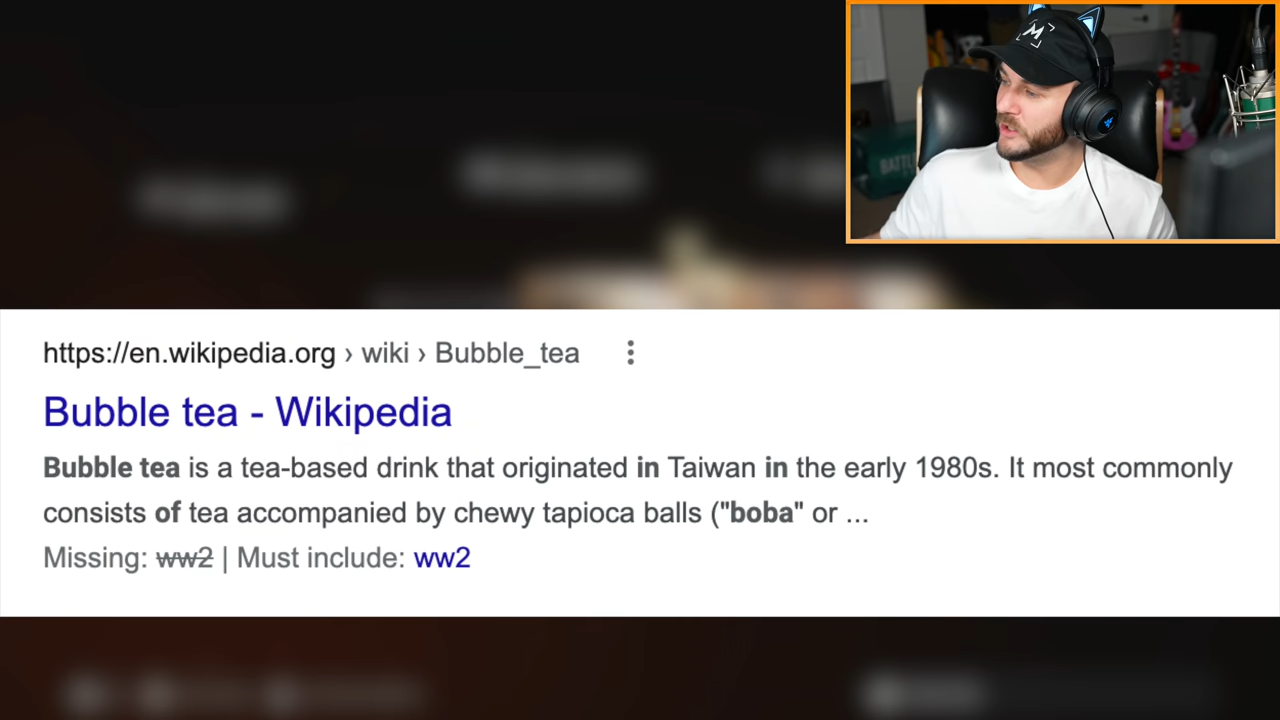 https://en.wikipedia.org › wiki › Bubble_tea
Bubble tea - Wikipedia
Bubble tea is a tea-based drink that originated in Taiwan in the early 1980s. It most commonly
consists of tea accompanied by chewy tapioca balls ("boba" or ...
Missing: ww2 | Must include: ww2
M
BATTL